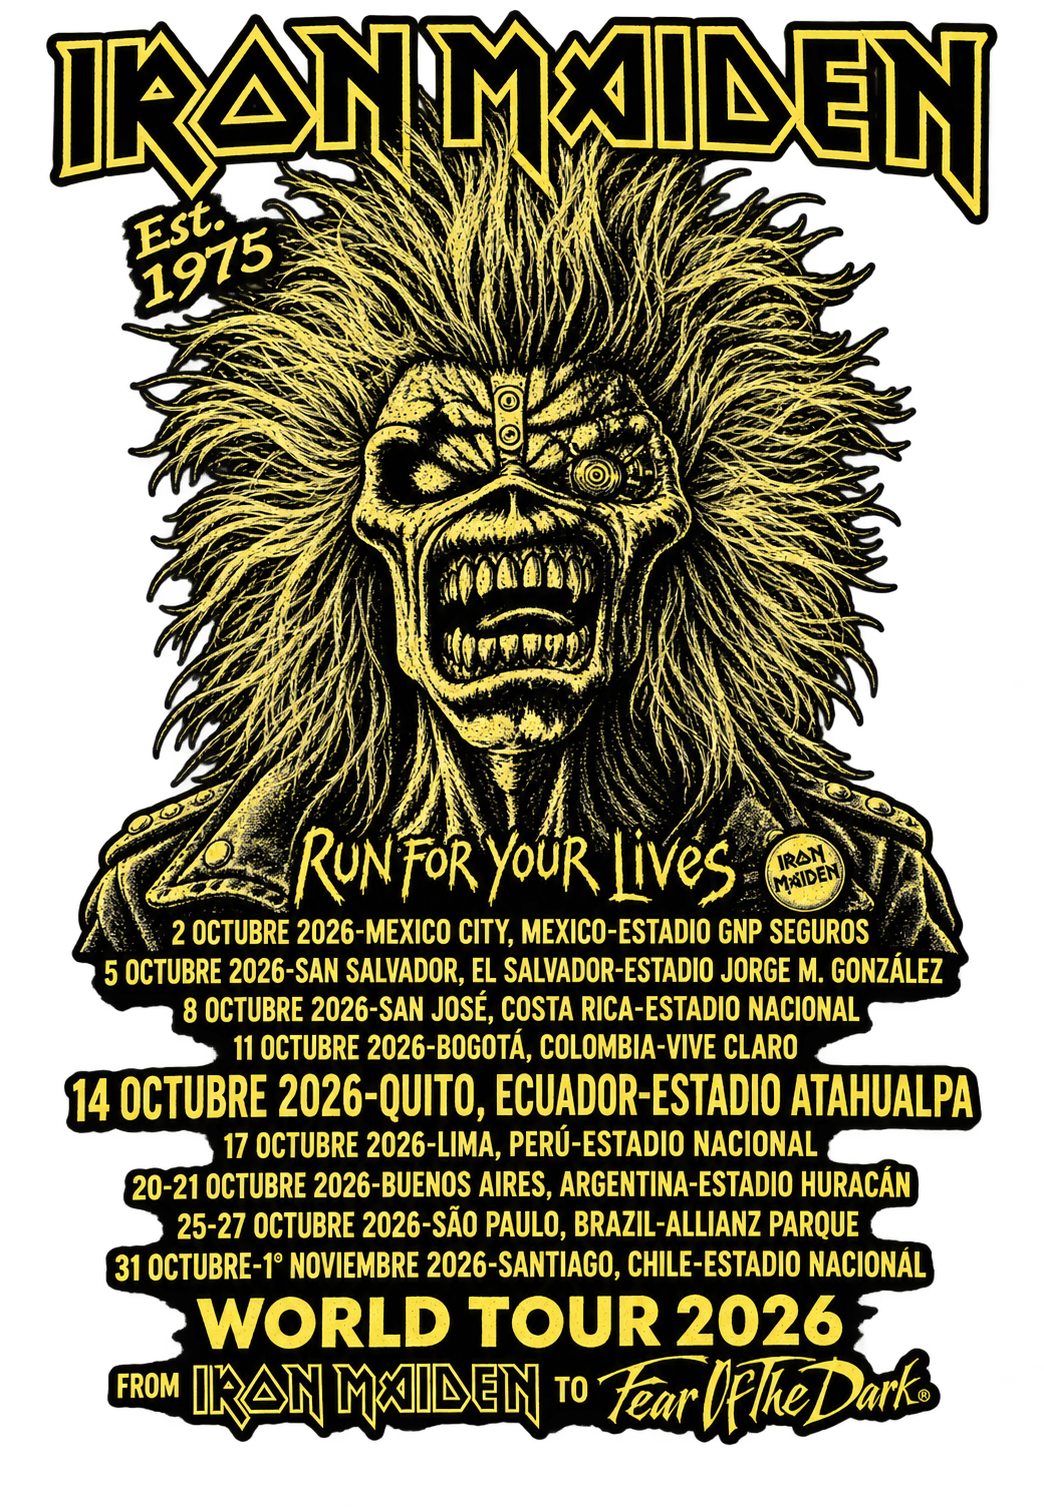 IRON MAIDEN
Est.
1975
RUN FOR YOUR LIVES
IRON
MAIDEN
2 OCTUBRE 2026-MEXICO CITY, MEXICO-ESTADIO GNP SEGUROS
5 OCTUBRE 2026-SAN SALVADOR, EL SALVADOR-ESTADIO JORGE M. GONZÁLEZ
8 OCTUBRE 2026-SAN JOSÉ, COSTA RICA-ESTADIO NACIONAL
11 OCTUBRE 2026-BOGOTÁ, COLOMBIA-VIVE CLARO
14 OCTUBRE 2026-QUITO, ECUADOR-ESTADIO ATAHUALPA
17 OCTUBRE 2026-LIMA, PERÚ-ESTADIO NACIONAL
20-21 OCTUBRE 2026-BUENOS AIRES, ARGENTINA-ESTADIO HURACÁN
25-27 OCTUBRE 2026-SÃO PAULO, BRAZIL-ALLIANZ PARQUE
31 OCTUBRE-1° NOVIEMBRE 2026-SANTIAGO, CHILE-ESTADIO NACIONÁL
WORLD TOUR 2026
FROM IRON MAIDEN TO Fear Of The Dark®